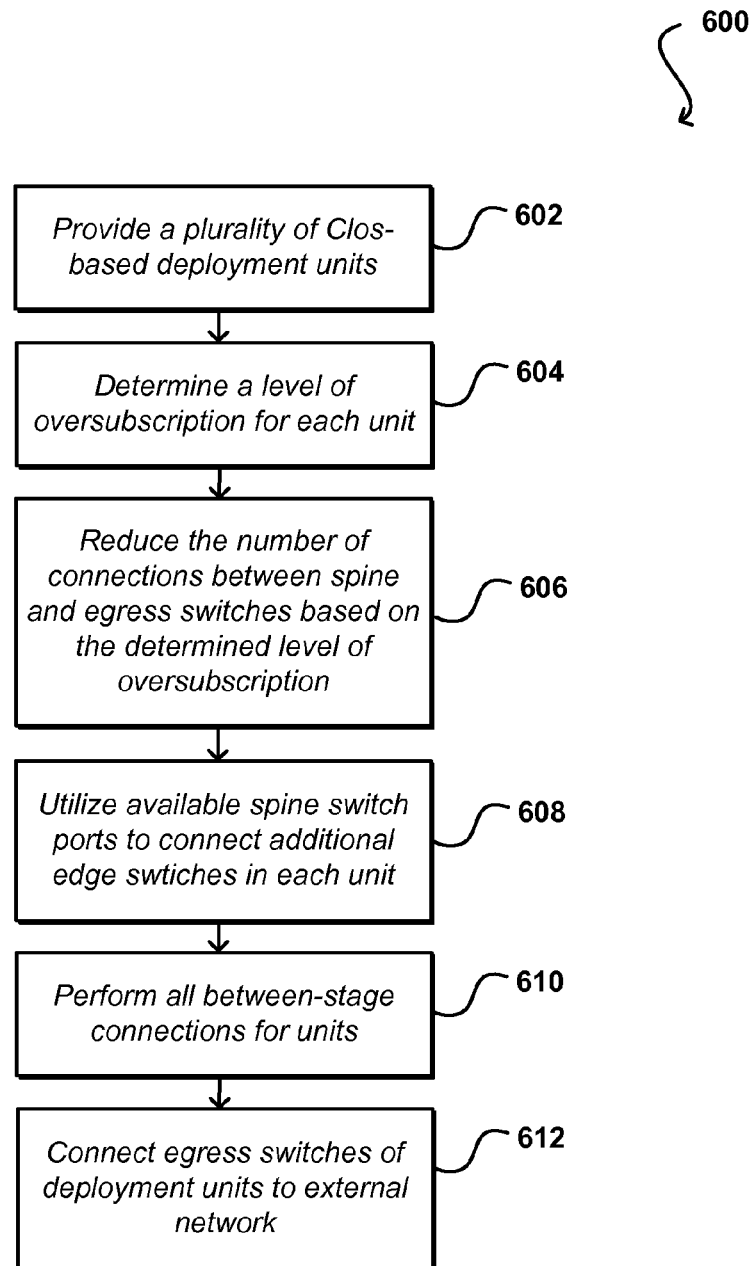 600
Provide a plurality of Clos-
based deployment units
602
Determine a level of
oversubscription for each unit
604
Reduce the number of
connections between spine
and egress switches based on
the determined level of
oversubscription
606
Utilize available spine switch
ports to connect additional
edge swtiches in each unit
608
Perform all between-stage
connections for units
610
Connect egress switches of
deployment units to external
network
612